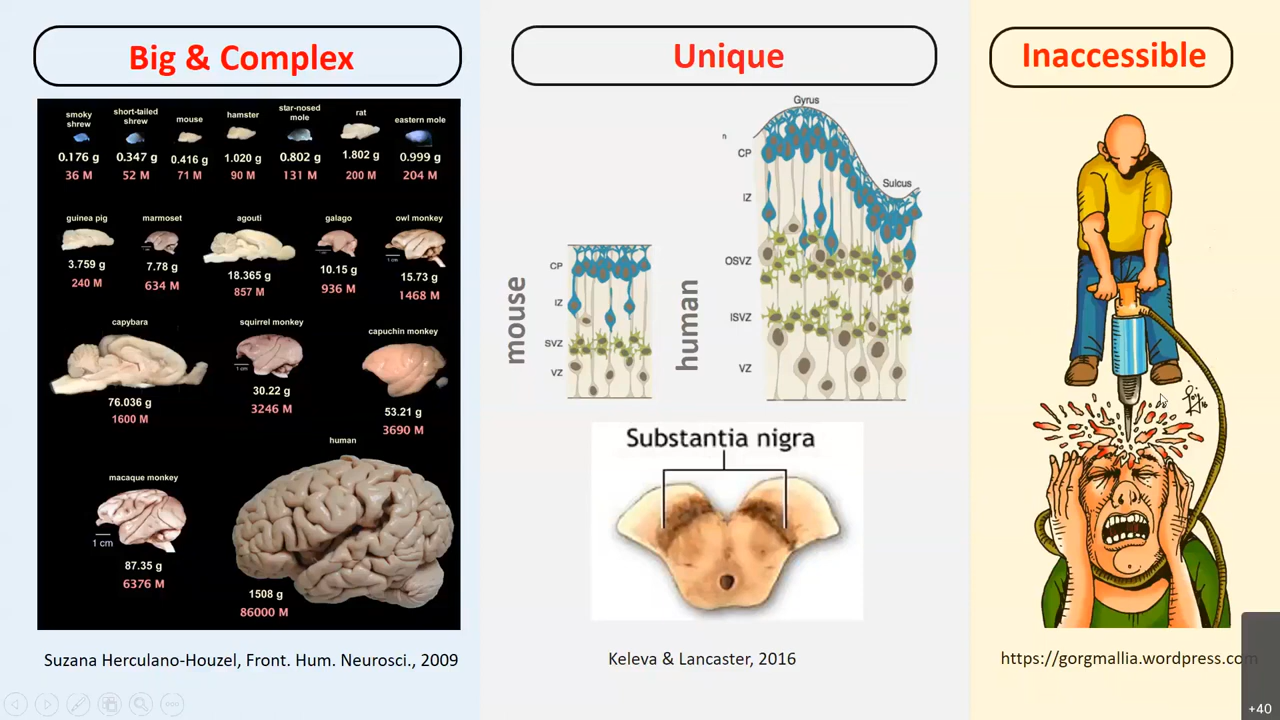 Big & Complex
smoky
shrew
0.176 g
36 M
short-tailed
shrew
0.347 g
52 M
mouse
0.416 g
71 M
hamster
1.020 g
90 M
star-nosed
mole
0.802 g
131 M
rat
1.802 g
200 M
eastern mole
0.999 g
204 M
guinea pig
3.759 g
240 M
marmoset
7.78 g
634 M
agouti
18.365 g
857 M
galago
10.15 g
936 M
owl monkey
1 cm
15.73 g
1468 M
capybara
76.036 g
1600 M
squirrel monkey
1 cm
30.22 g
3246 M
capuchin monkey
53.21 g
3690 M
macaque monkey
1 cm
87.35 g
6376 M
human
1508 g
86000 M
Suzana Herculano-Houzel, Front. Hum. Neurosci., 2009
Unique
mouse
CP
IZ
SVZ
VZ
human
Gyrus
n
CP
Sulcus
IZ
OSVZ
ISVZ
VZ
Substantia nigra
Keleva & Lancaster, 2016
Inaccessible
https://gorgmallia.wordpress.com
+40